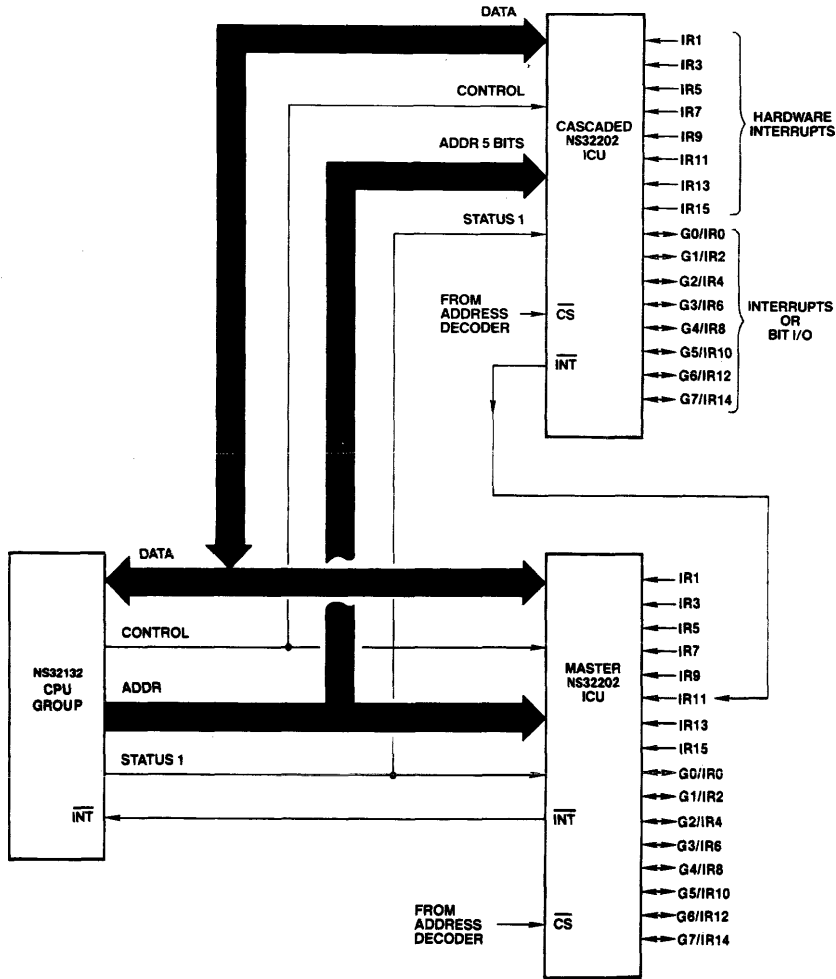 DATA
CONTROL
ADDR 5 BITS
STATUS 1
FROM
ADDRESS
DECODER
CASCADED
NS32202
ICU
CS
INT
IR1
IR3
IR5
IR7
IR9
IR11
IR13
IR15
G0/IR0
G1/IR2
G2/IR4
G3/IR6
G4/IR8
G5/IR10
G6/IR12
G7/IR14
HARDWARE
INTERRUPTS
INTERRUPTS
OR
BIT I/O
NS32132
CPU
GROUP
INT
DATA
CONTROL
ADDR
STATUS 1
FROM
ADDRESS
DECODER
MASTER
NS32202
ICU
INT
CS
IR1
IR3
IR5
IR7
IR9
IR11
IR13
IR15
G0/IR0
G1/IR2
G2/IR4
G3/IR6
G4/IR8
G5/IR10
G6/IR12
G7/IR14